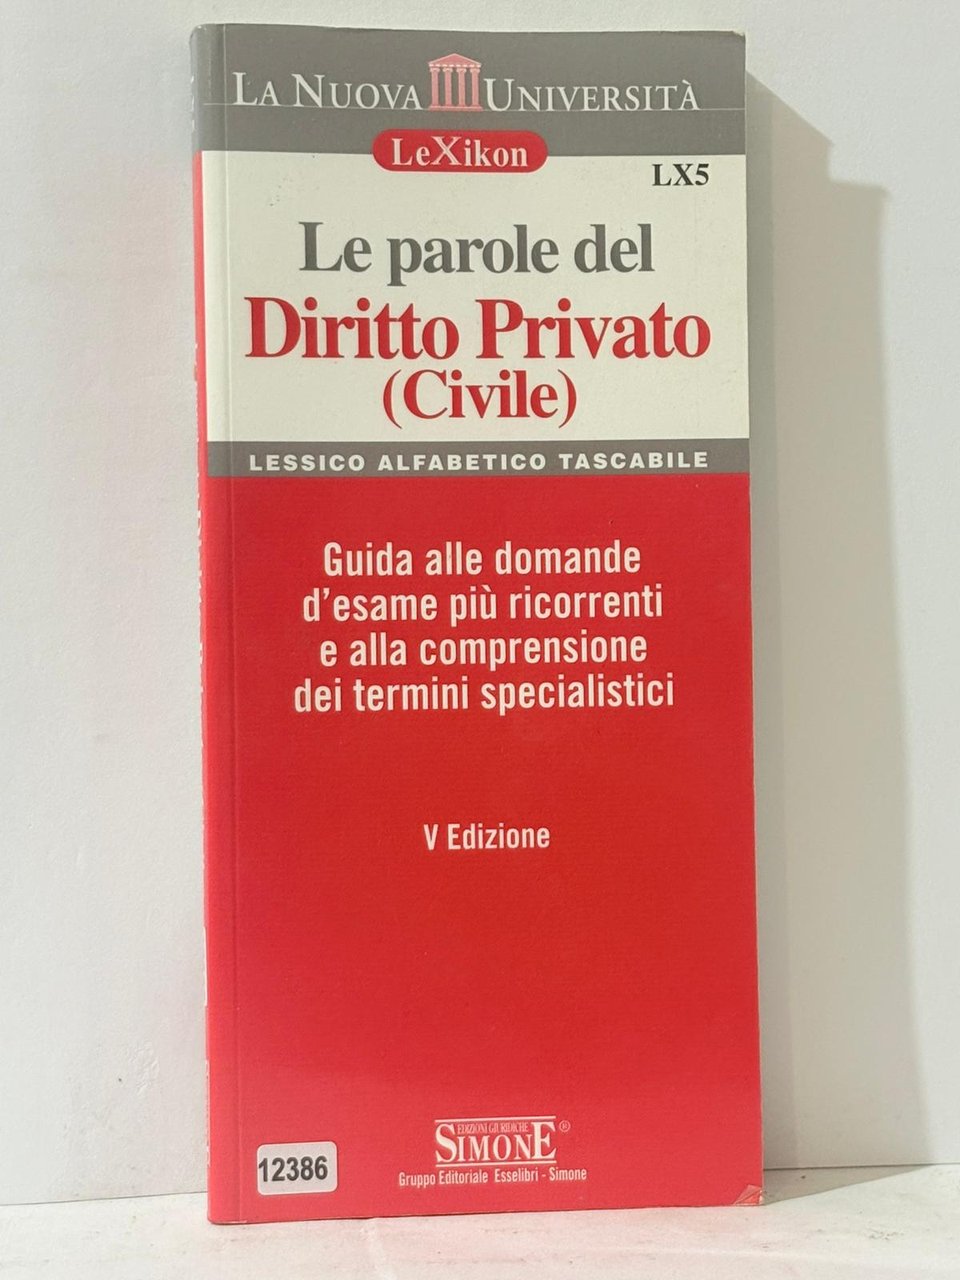 LA NUOVA UNIVERSITÀ
LeXikon
LX5
Le parole del
Diritto Privato
(Civile)
LESSICO ALFABETICO TASCABILE
Guida alle domande
d'esame più ricorrenti
e alla comprensione
dei termini specialistici
V Edizione
EDIZIONI GIURIDICHE
SIMONE®
Gruppo Editoriale Esselibri - Simone
12386